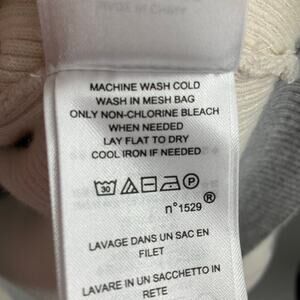 MACHINE WASH COLD
WASH IN MESH BAG
ONLY NON-CHLORINE BLEACH
WHEN NEEDED
LAY FLAT TO DRY
COOL IRON IF NEEDED
30 P
n°1529®
LAVAGE DANS UN SAC EN
FILET
LAVARE IN UN SACCHETTO IN
RETE